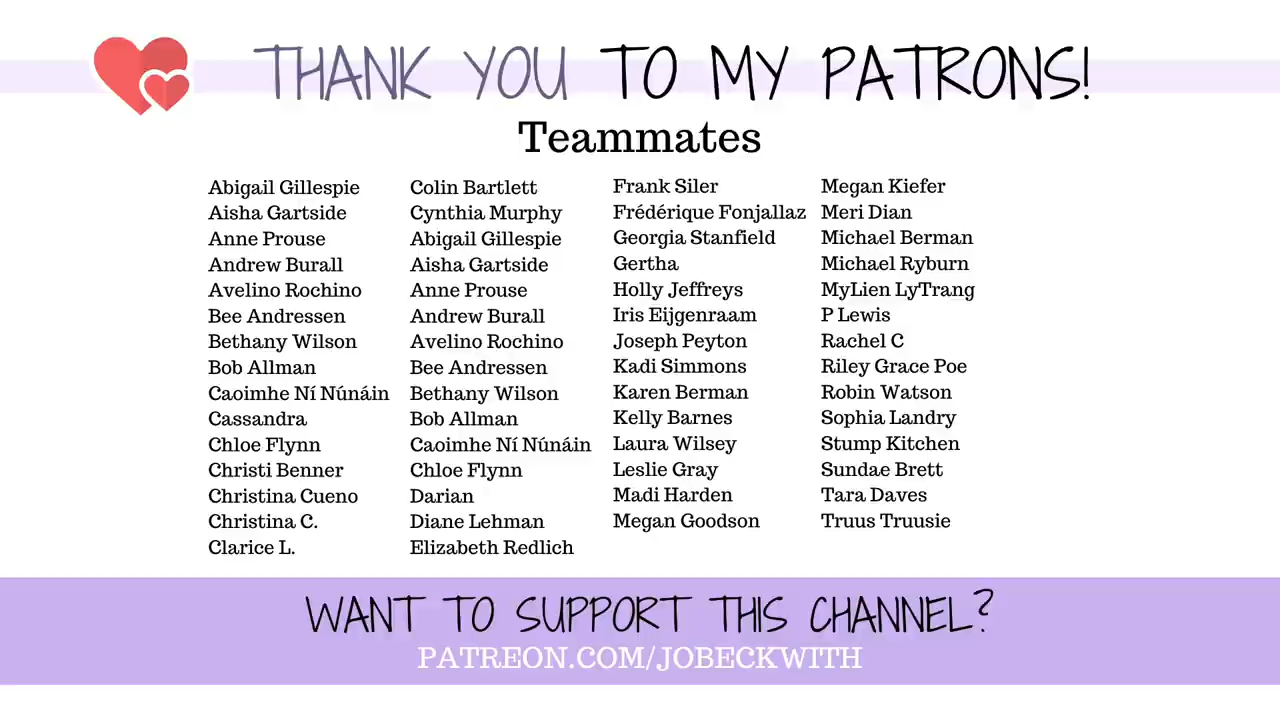 THANK YOU TO MY PATRONS!
Teammates
Abigail Gillespie
Aisha Gartside
Anne Prouse
Andrew Burall
Avelino Rochino
Bee Andressen
Bethany Wilson
Bob Allman
Caoimhe Ní Núnáin
Cassandra
Chloe Flynn
Christi Benner
Christina Cueno
Christina C.
Clarice L.
Colin Bartlett
Cynthia Murphy
Abigail Gillespie
Aisha Gartside
Anne Prouse
Andrew Burall
Avelino Rochino
Bee Andressen
Bethany Wilson
Bob Allman
Caoimhe Ní Núnáin
Chloe Flynn
Darian
Diane Lehman
Elizabeth Redlich
Frank Siler
Frédérique Fonjallaz
Georgia Stanfield
Gertha
Holly Jeffreys
Iris Eijgenraam
Joseph Peyton
Kadi Simmons
Karen Berman
Kelly Barnes
Laura Wilsey
Leslie Gray
Madi Harden
Megan Goodson
Megan Kiefer
Meri Dian
Michael Berman
Michael Ryburn
MyLien LyTrang
P Lewis
Rachel C
Riley Grace Poe
Robin Watson
Sophia Landry
Stump Kitchen
Sundae Brett
Tara Daves
Truus Truusie
WANT TO SUPPORT THIS CHANNEL?
PATREON.COM/JOBECKWITH